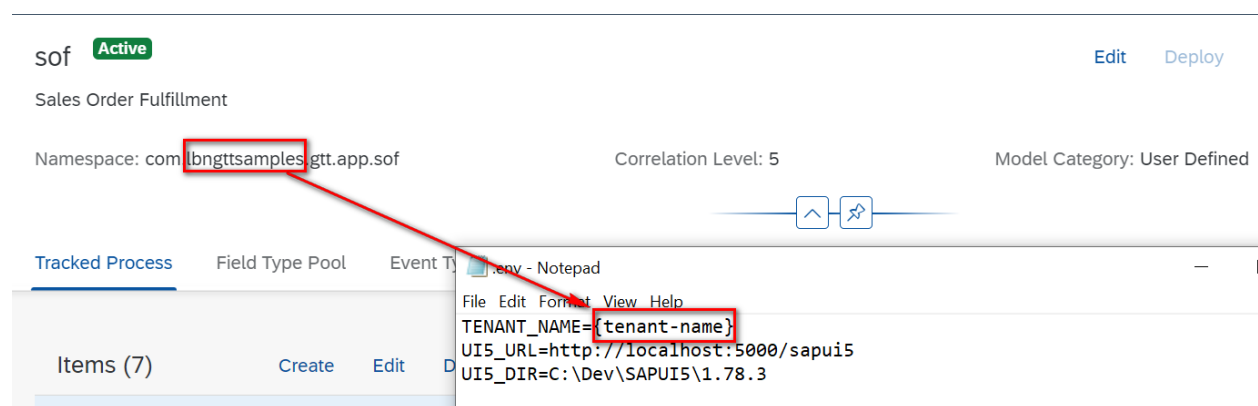 sof Active Edit Deploy
Sales Order Fulfillment
Namespace: com.lbngttsamples.gtt.app.sof Correlation Level: 5 Model Category: User Defined
Tracked Process Field Type Pool Event
.env - Notepad
File Edit Format View Help
TENANT_NAME={tenant-name}
UI5_URL=http://localhost:5000/sapui5
UI5_DIR=C:\Dev\SAPUI5\1.78.3
Items (7) Create Edit